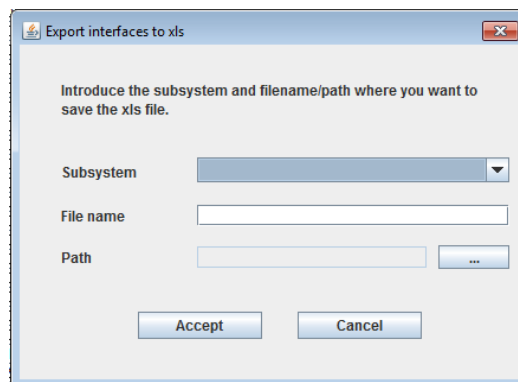 Export interfaces to xls
Introduce the subsystem and filename/path where you want to
save the xls file.
Subsystem
File name
Path
...
Accept
Cancel